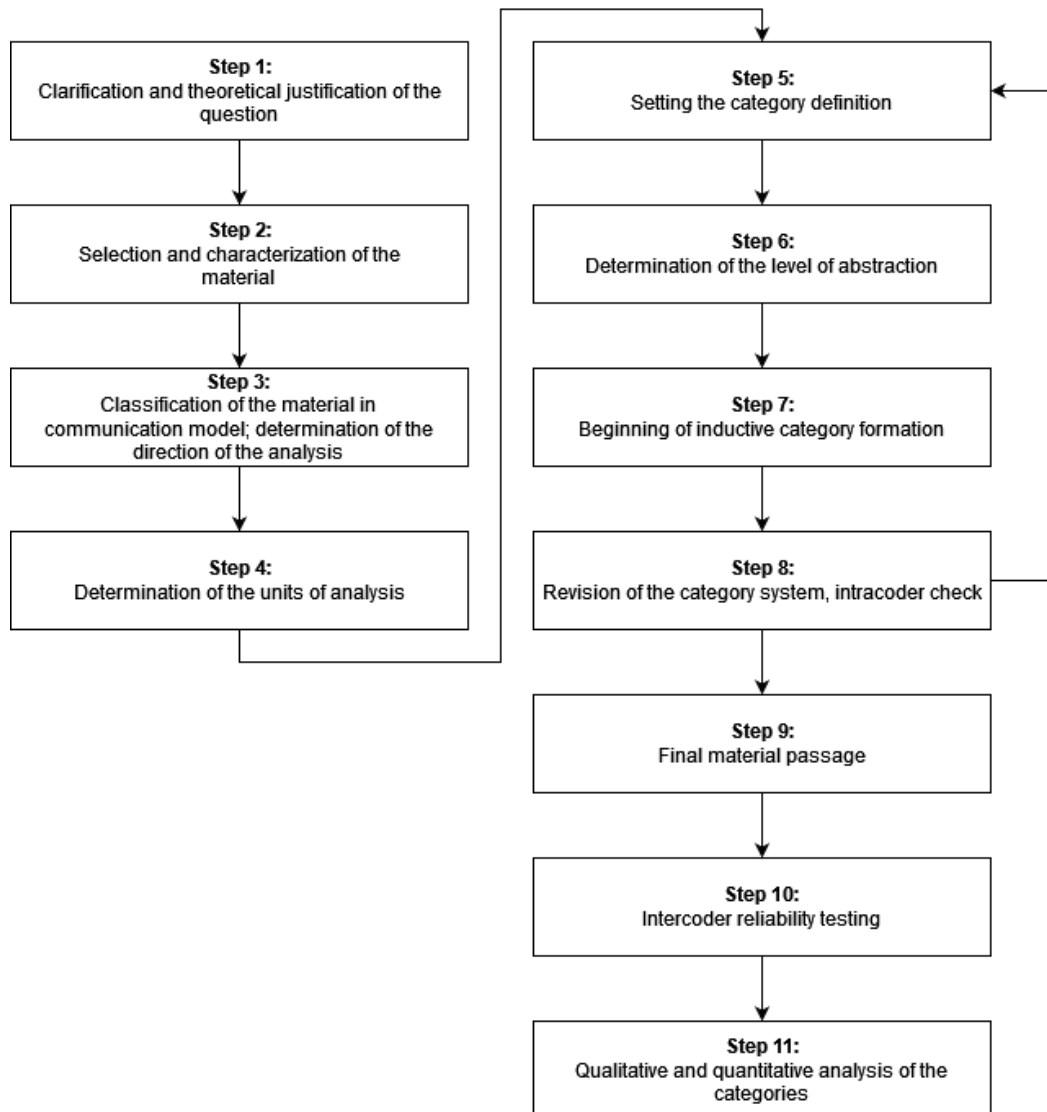 Step 1:
Clarification and theoretical justification of the
question
Step 2:
Selection and characterization of the
material
Step 3:
Classification of the material in
communication model; determination of the
direction of the analysis
Step 4:
Determination of the units of analysis
Step 5:
Setting the category definition
Step 6:
Determination of the level of abstraction
Step 7:
Beginning of inductive category formation
Step 8:
Revision of the category system, intracoder check
Step 9:
Final material passage
Step 10:
Intercoder reliability testing
Step 11:
Qualitative and quantitative analysis of the
categories